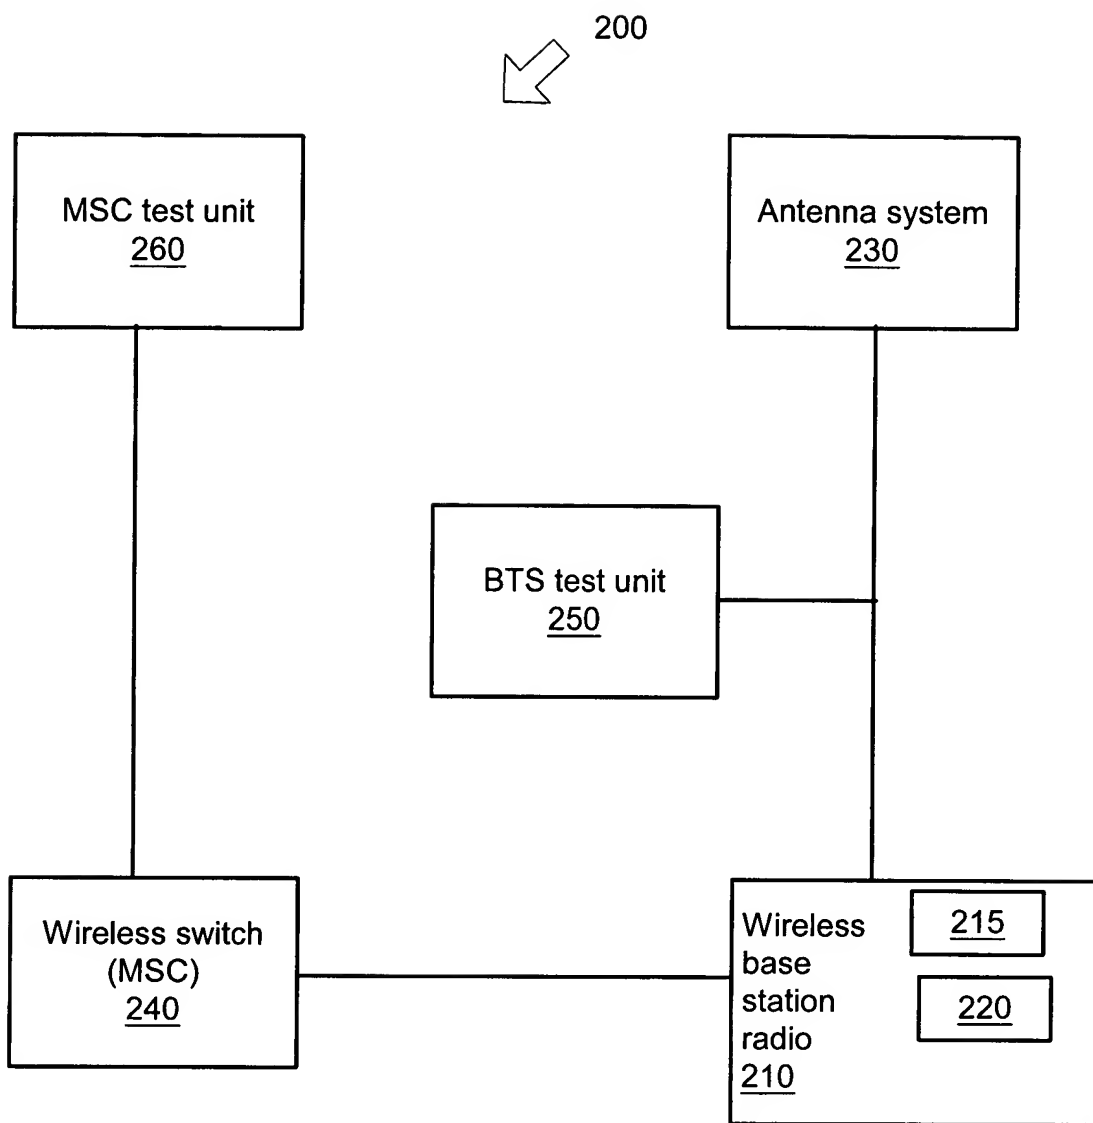 200
MSC test unit
260
Antenna system
230
BTS test unit
250
Wireless switch
(MSC)
240
Wireless
base
station
radio
210
215
220